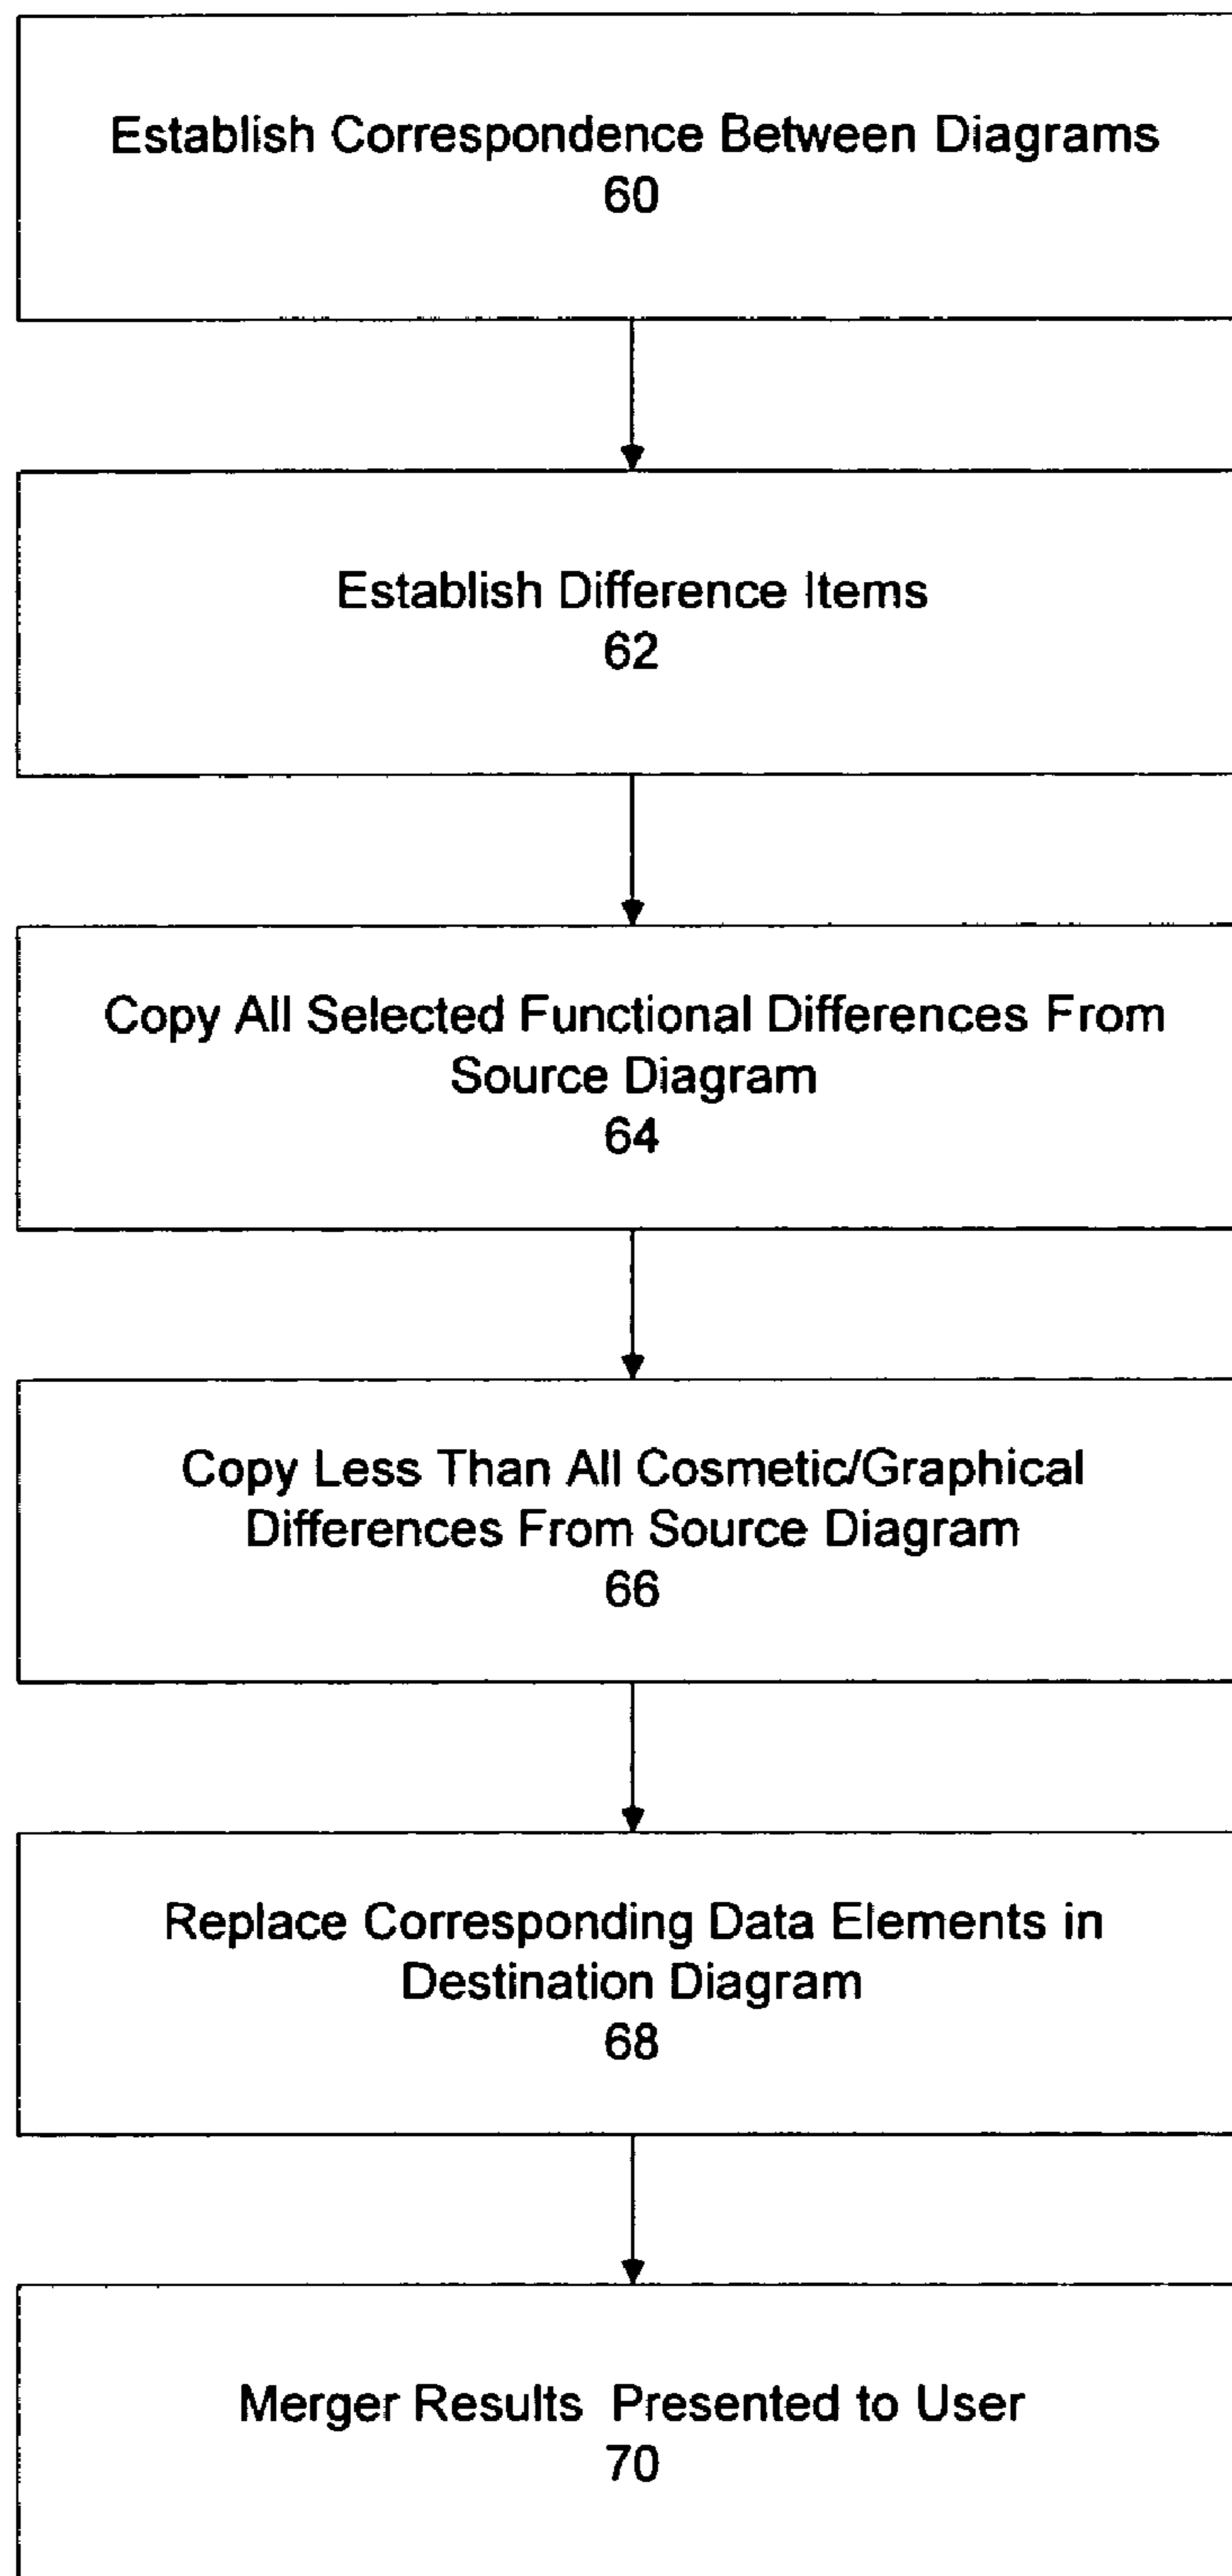 Establish Correspondence Between Diagrams
60
Establish Difference Items
62
Copy All Selected Functional Differences From
Source Diagram
64
Copy Less Than All Cosmetic/Graphical
Differences From Source Diagram
66
Replace Corresponding Data Elements in
Destination Diagram
68
Merger Results Presented to User
70